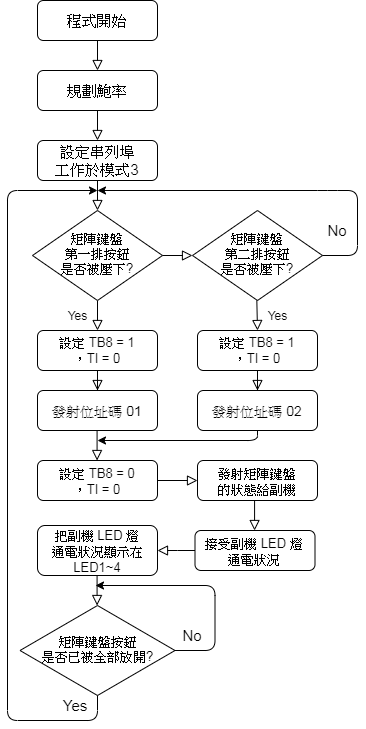 程式開始
規劃鮑率
設定串列埠
工作於模式3
矩陣鍵盤
第一排按鈕
是否被壓下?
矩陣鍵盤
第二排按鈕
是否被壓下?
No
Yes
Yes
設定 TB8 = 1
，TI = 0
設定 TB8 = 1
，TI = 0
發射位址碼 01
發射位址碼 02
設定 TB8 = 0
，TI = 0
發射矩陣鍵盤
的狀態給副機
把副機 LED 燈
通電狀況顯示在
LED1~4
接受副機 LED 燈
通電狀況
矩陣鍵盤按鈕
是否已被全部放開?
No
Yes